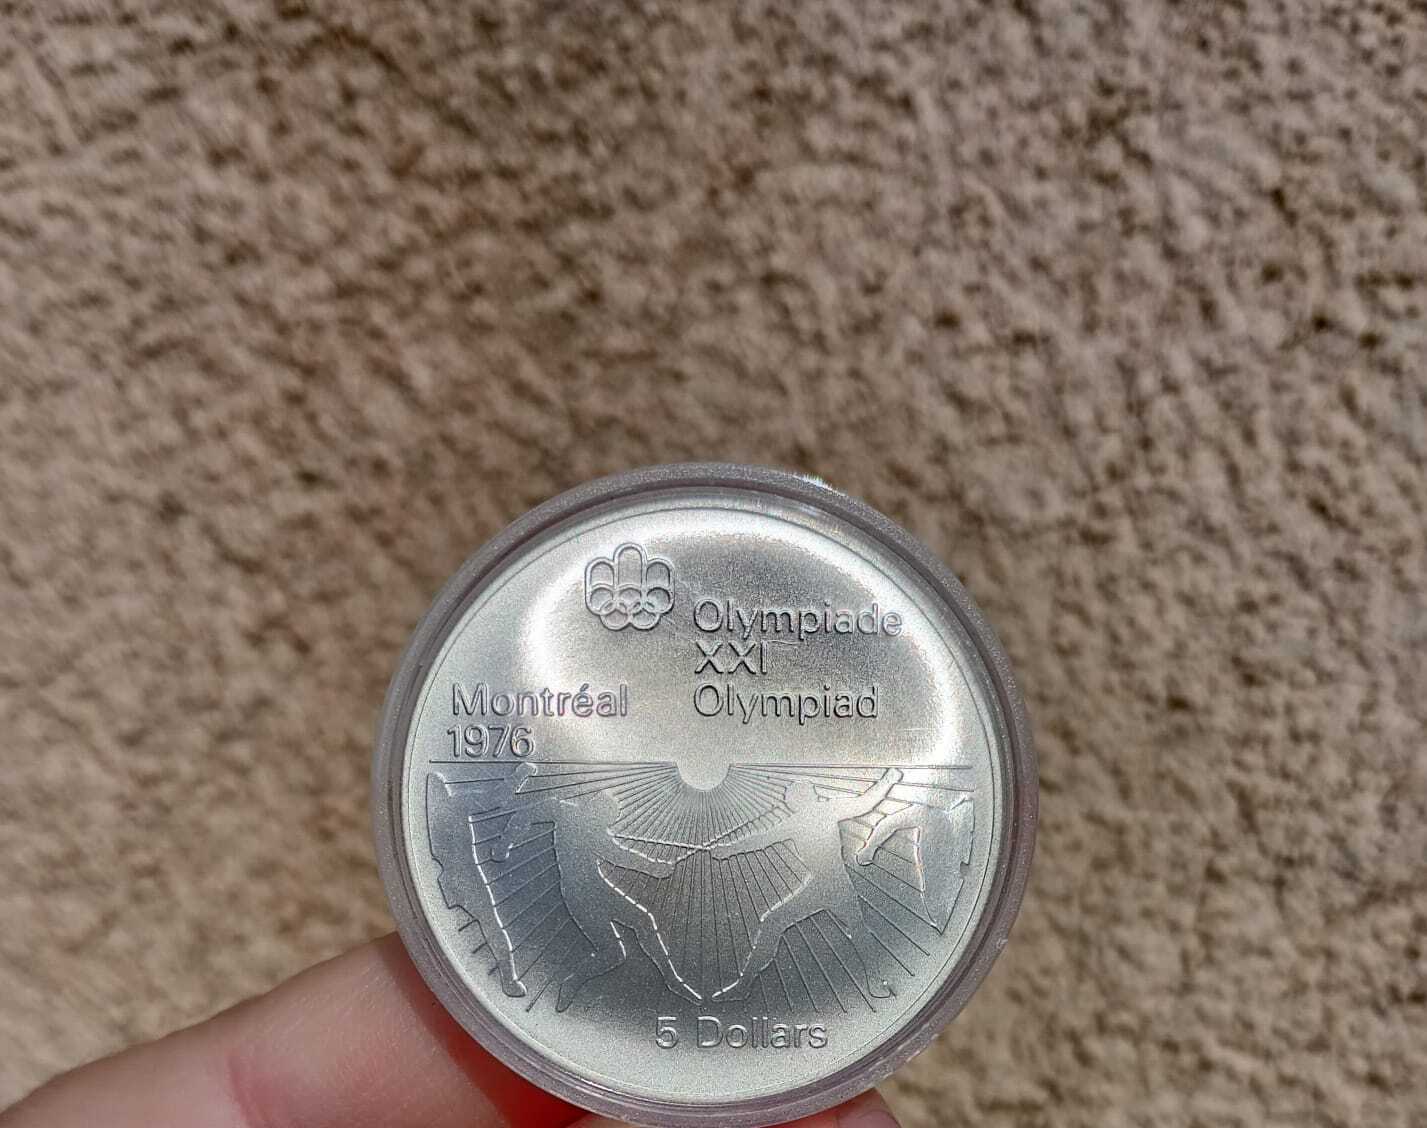 Olympiade
XXI
Olympiad
Montréal
1976
5 Dollars